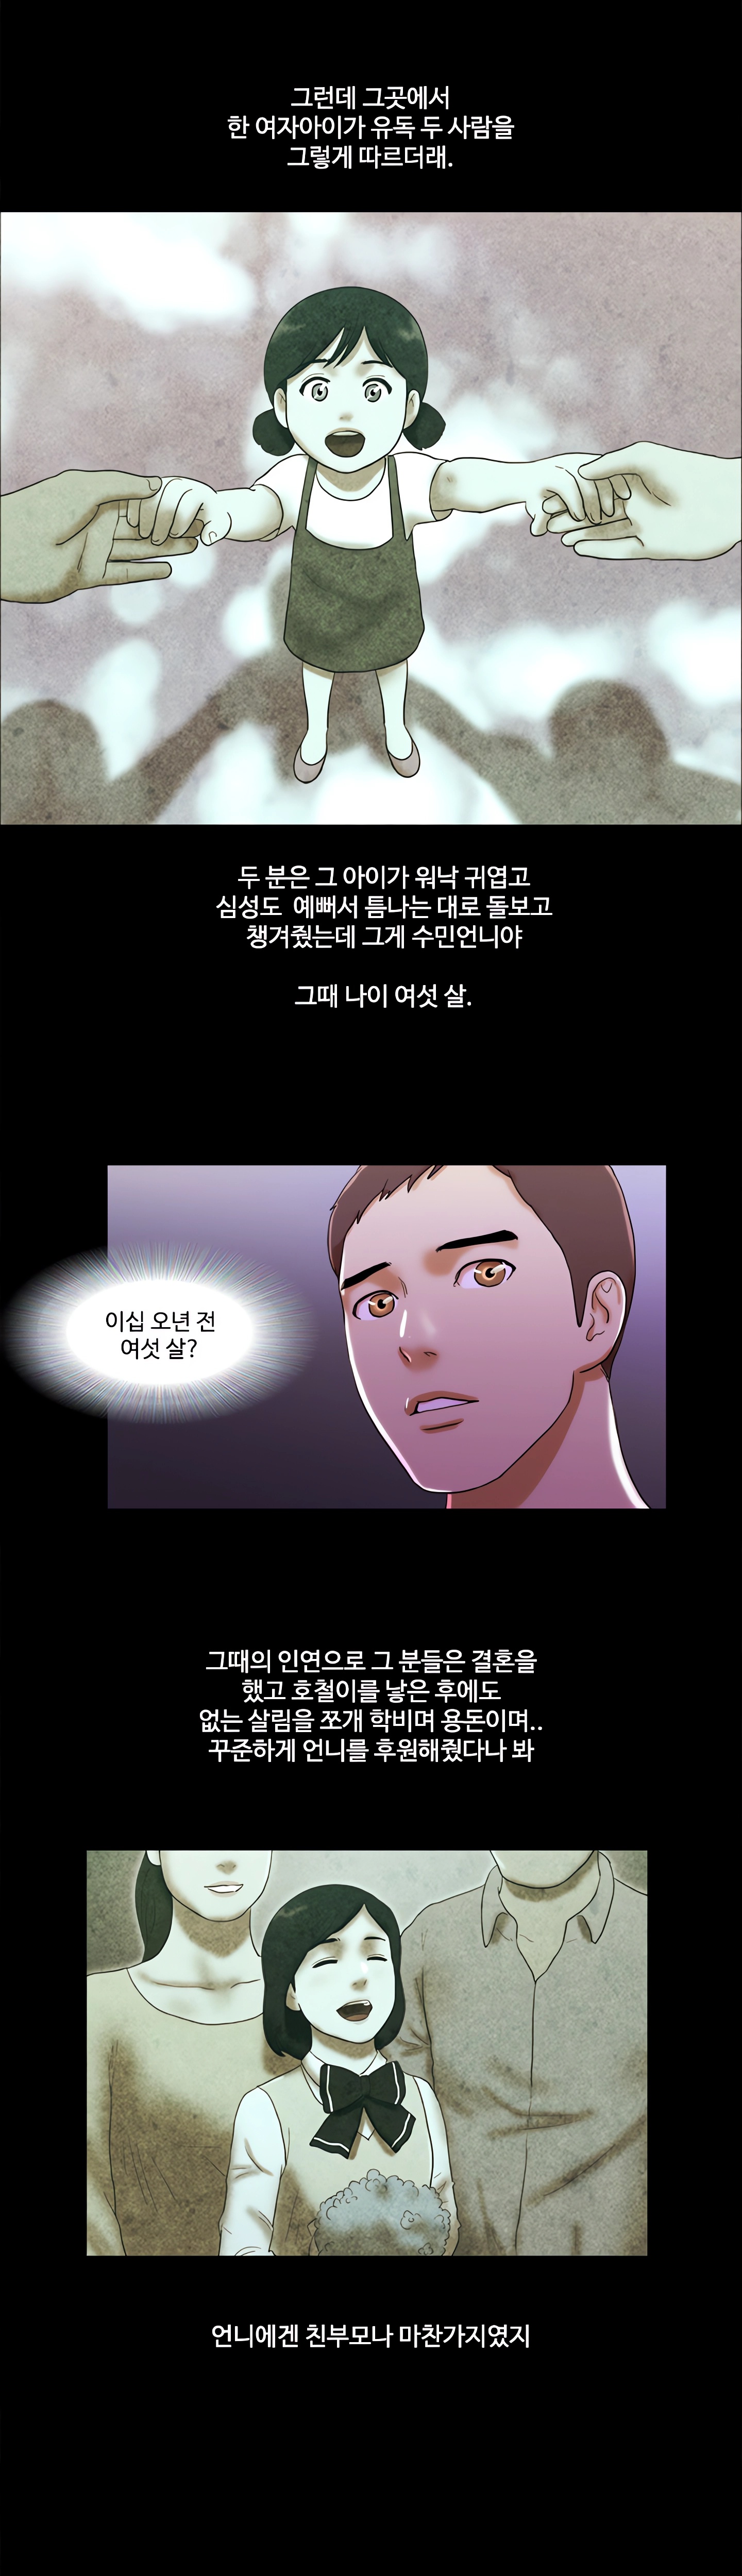 그런데 그곳에서
한 여자아이가 유독 두 사람을
그렇게 따르더래.
두 분은 그 아이가 워낙 귀엽고
심성도 예뻐서 틈나는 대로 돌보고
챙겨줬는데 그게 수민언니야
그때 나이 여섯 살.
이십 오년 전
여섯 살?
그때의 인연으로 그 분들은 결혼을
했고 호철이를 낳은 후에도
없는 살림을 쪼개 학비며 용돈이며..
꾸준하게 언니를 후원해줬다나 봐
언니에겐 친부모나 마찬가지였지